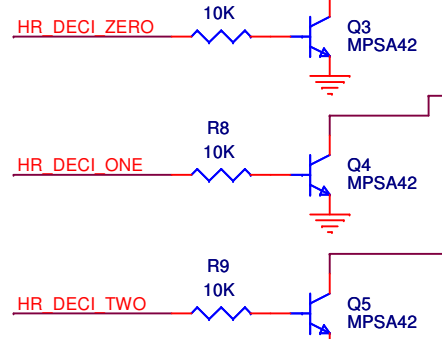 10K
HR_DECI_ZERO
Q3
MPSA42
R8
10K
HR_DECI_ONE
Q4
MPSA42
R9
10K
HR_DECI_TWO
Q5
MPSA42